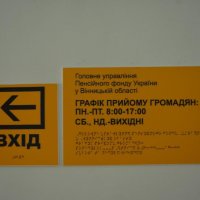 Головне управління
Пенсійного фонду України
у Вінницькій області
ГРАФІК ПРИЙОМУ ГРОМАДЯН:
ПН.-ПТ. 8:00-17:00
СБ., НД.-ВИХІДНІ
ВХІД